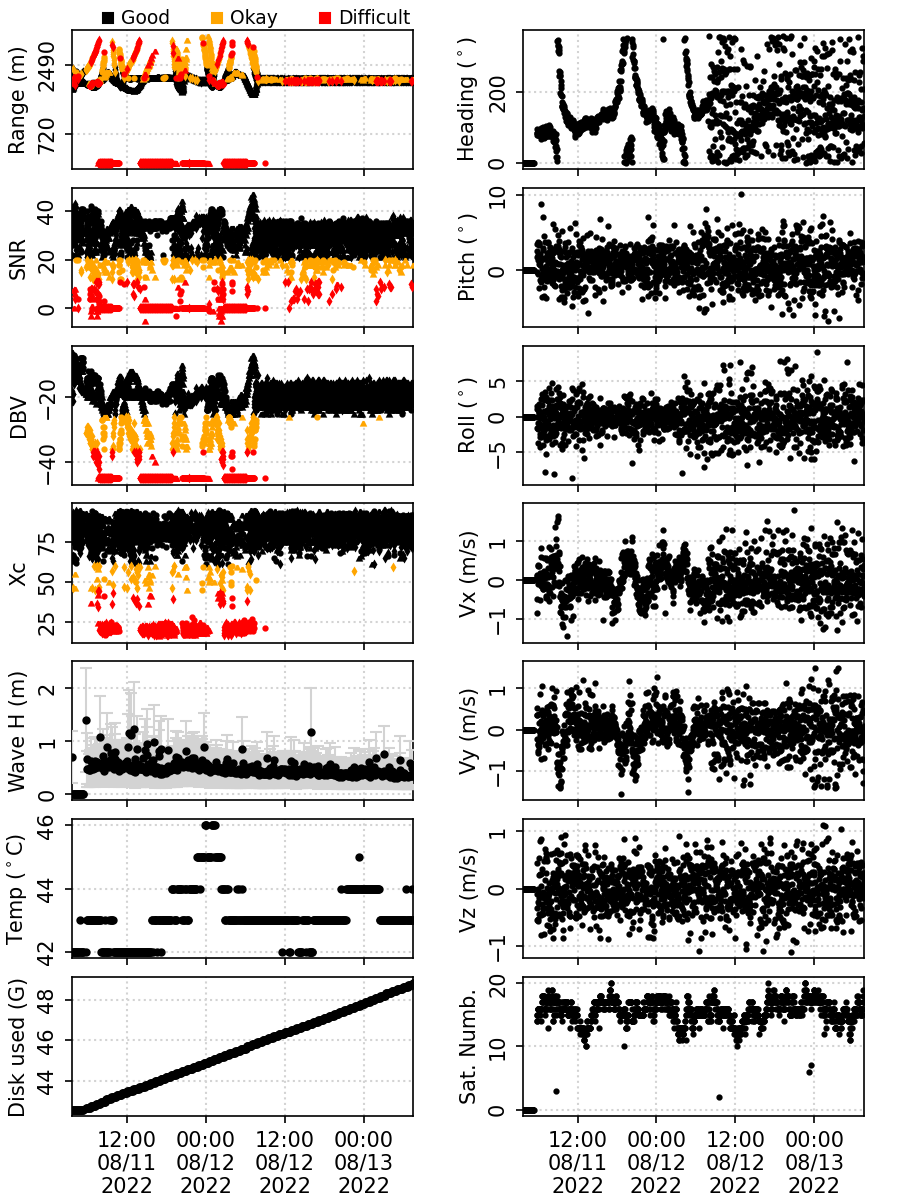 Good Okay Difficult
Range (m)
2490
720
Heading (°)
200
0
SNR
40
20
0
Pitch (°)
10
0
DBV
−20
−40
Roll (°)
5
0
−5
Xc
75
50
25
Vx (m/s)
1
0
−1
Wave H (m)
2
1
0
Vy (m/s)
1
0
−1
Temp (°C)
46
44
42
Vz (m/s)
1
0
−1
Disk used (G)
48
46
44
Sat. Numb.
20
10
0
12:00 00:00 12:00 00:00
08/11 08/12 08/12 08/13
2022 2022 2022 2022
12:00 00:00 12:00 00:00
08/11 08/12 08/12 08/13
2022 2022 2022 2022